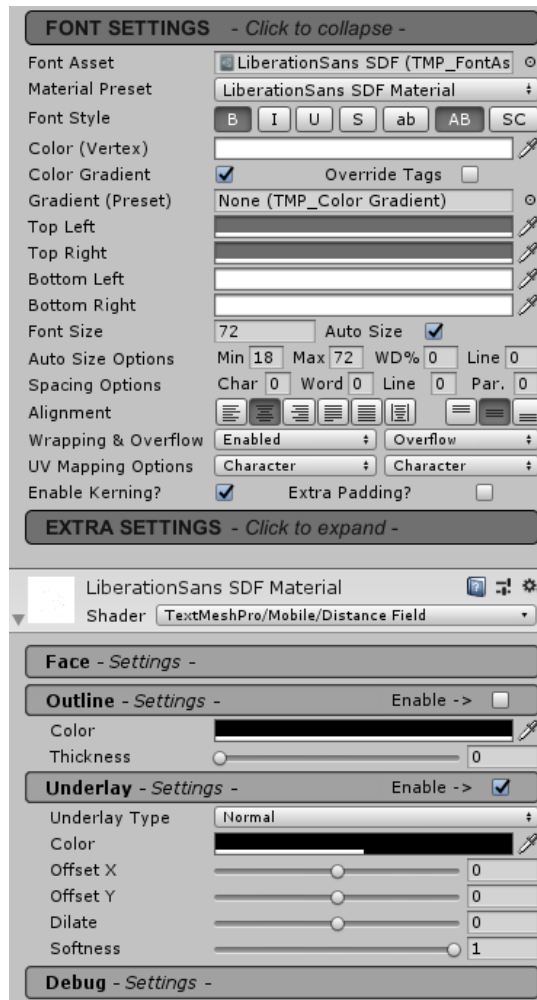 FONT SETTINGS - Click to collapse -
Font Asset LiberationSans SDF (TMP_FontAs
Material Preset LiberationSans SDF Material
Font Style B I U S ab AB SC
Color (Vertex)
Color Gradient Override Tags
Gradient (Preset) None (TMP_Color Gradient)
Top Left
Top Right
Bottom Left
Bottom Right
Font Size 72 Auto Size
Auto Size Options Min 18 Max 72 WD% 0 Line 0
Spacing Options Char 0 Word 0 Line 0 Par. 0
Alignment
Wrapping & Overflow Enabled Overflow
UV Mapping Options Character Character
Enable Kerning? Extra Padding?
EXTRA SETTINGS - Click to expand -
LiberationSans SDF Material
Shader TextMeshPro/Mobile/Distance Field
Face - Settings -
Outline - Settings - Enable ->
Color
Thickness 0
Underlay - Settings - Enable ->
Underlay Type Normal
Color
Offset X 0
Offset Y 0
Dilate 0
Softness 1
Debug - Settings -